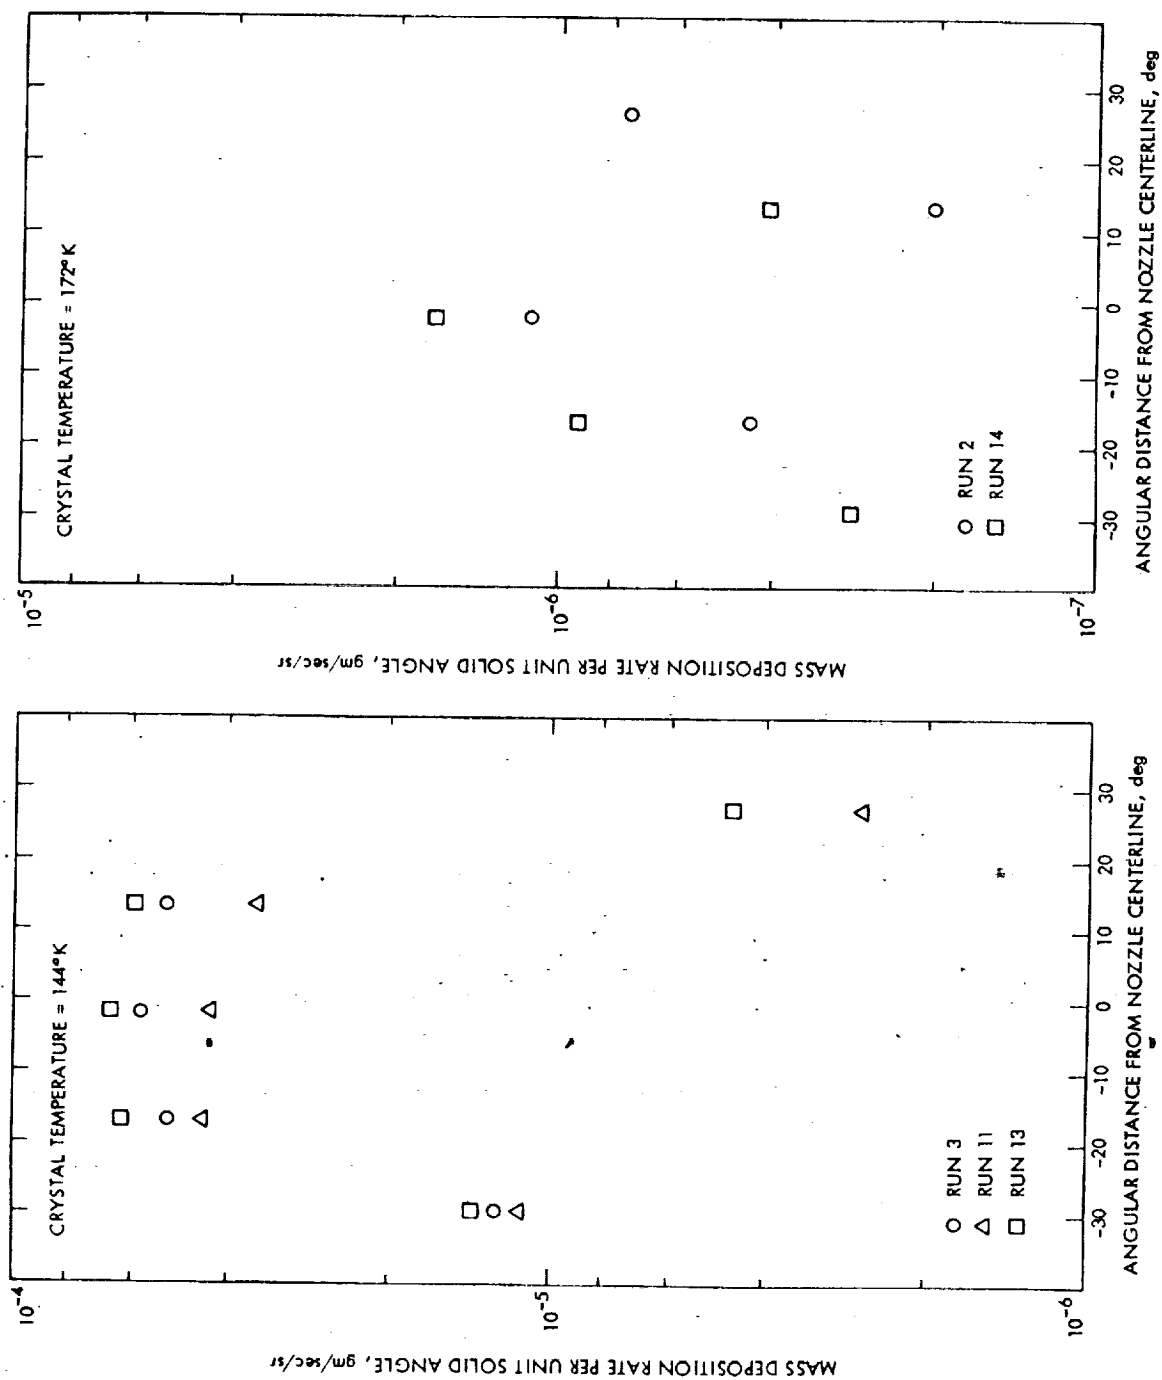 CRYSTAL TEMPERATURE = 144°K
MASS DEPOSITION RATE PER UNIT SOLID ANGLE, gm/sec/sr
10-4
10-5
10-6
RUN 3
RUN 11
RUN 13
-30
-20
-10
0
10
20
30
ANGULAR DISTANCE FROM NOZZLE CENTERLINE, deg
CRYSTAL TEMPERATURE = 172°K
MASS DEPOSITION RATE PER UNIT SOLID ANGLE, gm/sec/sr
10-5
10-6
10-7
RUN 2
RUN 14
-30
-20
-10
0
10
20
30
ANGULAR DISTANCE FROM NOZZLE CENTERLINE, deg